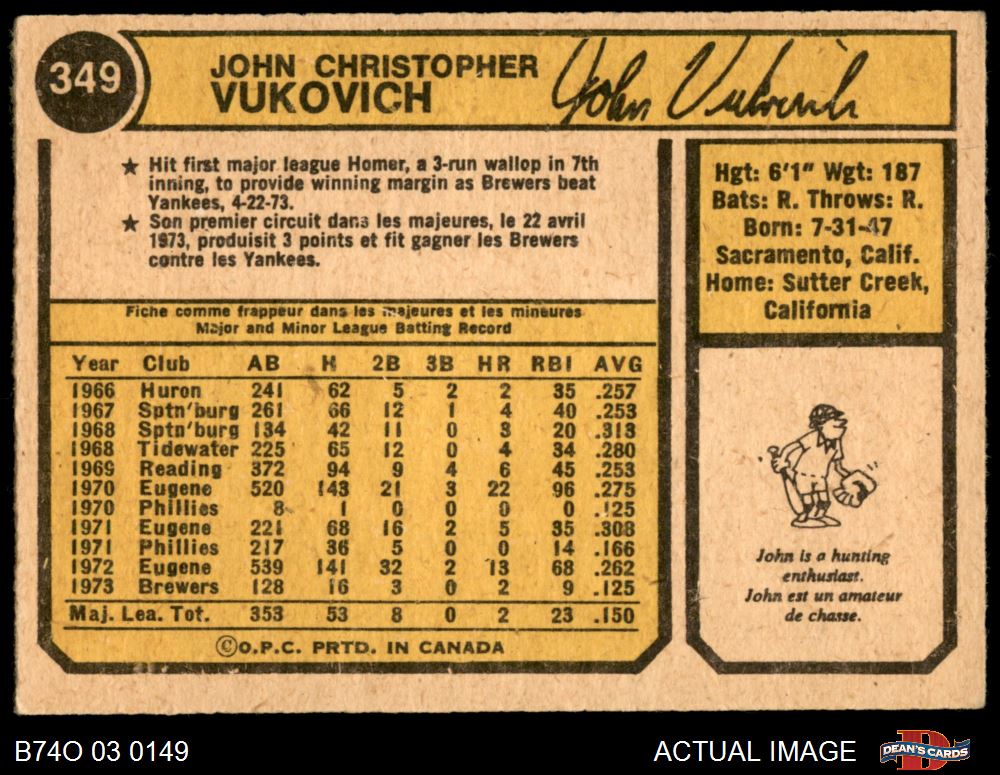 349
JOHN CHRISTOPHER
VUKOVICH
John Vukovich
★ Hit first major league Homer, a 3-run wallop in 7th
inning, to provide winning margin as Brewers beat
Yankees, 4-22-73.
★ Son premier circuit dans les majeures, le 22 avril
1973, produisit 3 points et fit gagner les Brewers
contre les Yankees.
Hgt: 6'1" Wgt: 187
Bats: R. Throws: R.
Born: 7-31-47
Sacramento, Calif.
Home: Sutter Creek,
California
Fiche comme frappeur dans les majeures et les mineures
Major and Minor League Batting Record
Year Club AB H 2B 3B HR RBI AVG
1966 Huron 241 62 5 2 2 35 .257
1967 Sptn'burg 261 66 12 1 4 40 .253
1968 Sptn'burg 134 42 11 0 3 20 .313
1968 Tidewater 225 65 12 0 4 34 .280
1969 Reading 372 94 9 4 6 45 .253
1970 Eugene 520 143 21 3 22 96 .275
1970 Phillies 8 1 0 0 0 0 .125
1971 Eugene 221 68 16 2 5 35 .308
1971 Phillies 217 36 5 0 0 14 .166
1972 Eugene 539 141 32 2 13 68 .262
1973 Brewers 128 16 3 0 2 9 .125
Maj. Lea. Tot. 353 53 8 0 2 23 .150
©O.P.C. PRTD. IN CANADA
John is a hunting
enthusiast.
John est un amateur
de chasse.
B74O 03 0149
ACTUAL IMAGE
DEAN'S CARDS